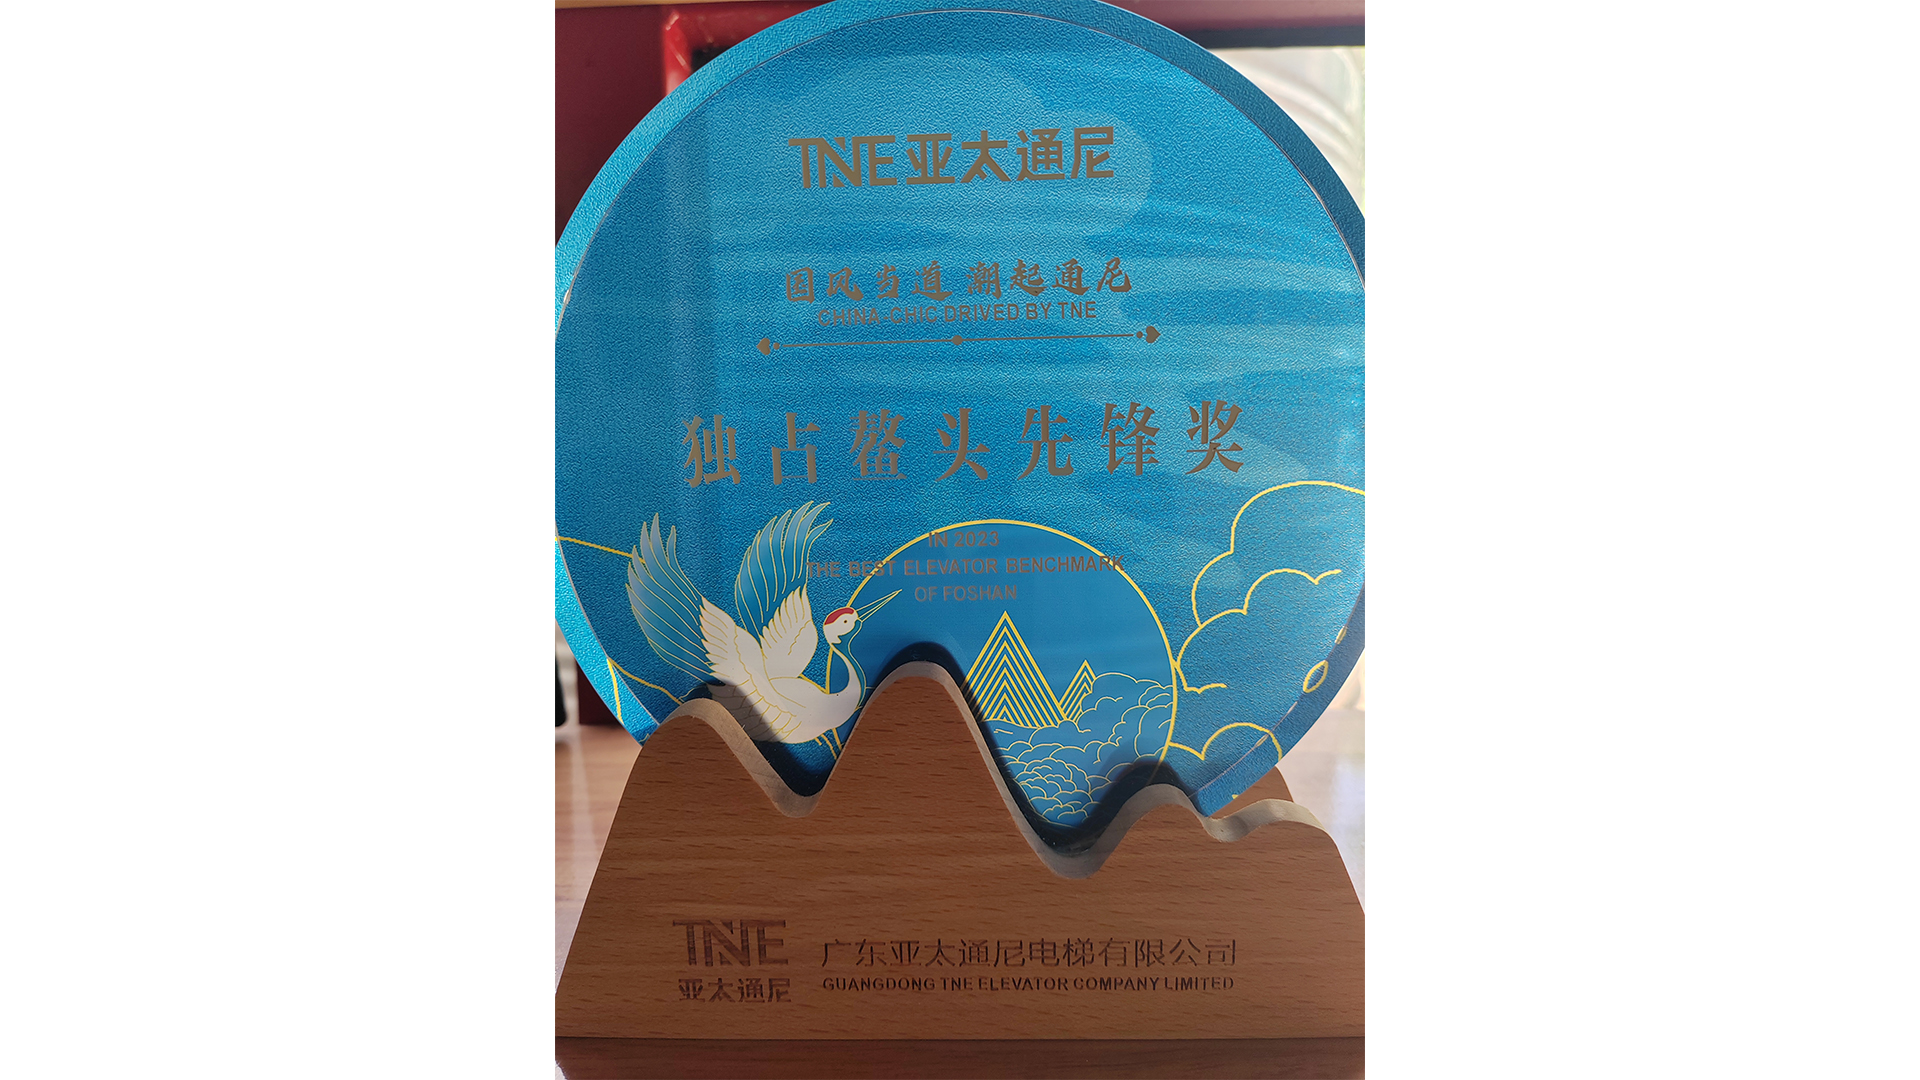 TNE亚太通尼
国风当道 潮起通尼
CHINA-CHIC DRIVED BY TNE
独占鳌头先锋奖
IN 2023
THE BEST ELEVATOR BENCHMARK
OF FOSHAN
TNE
亚太通尼
广东亚太通尼电梯有限公司
GUANGDONG TNE ELEVATOR COMPANY LIMITED